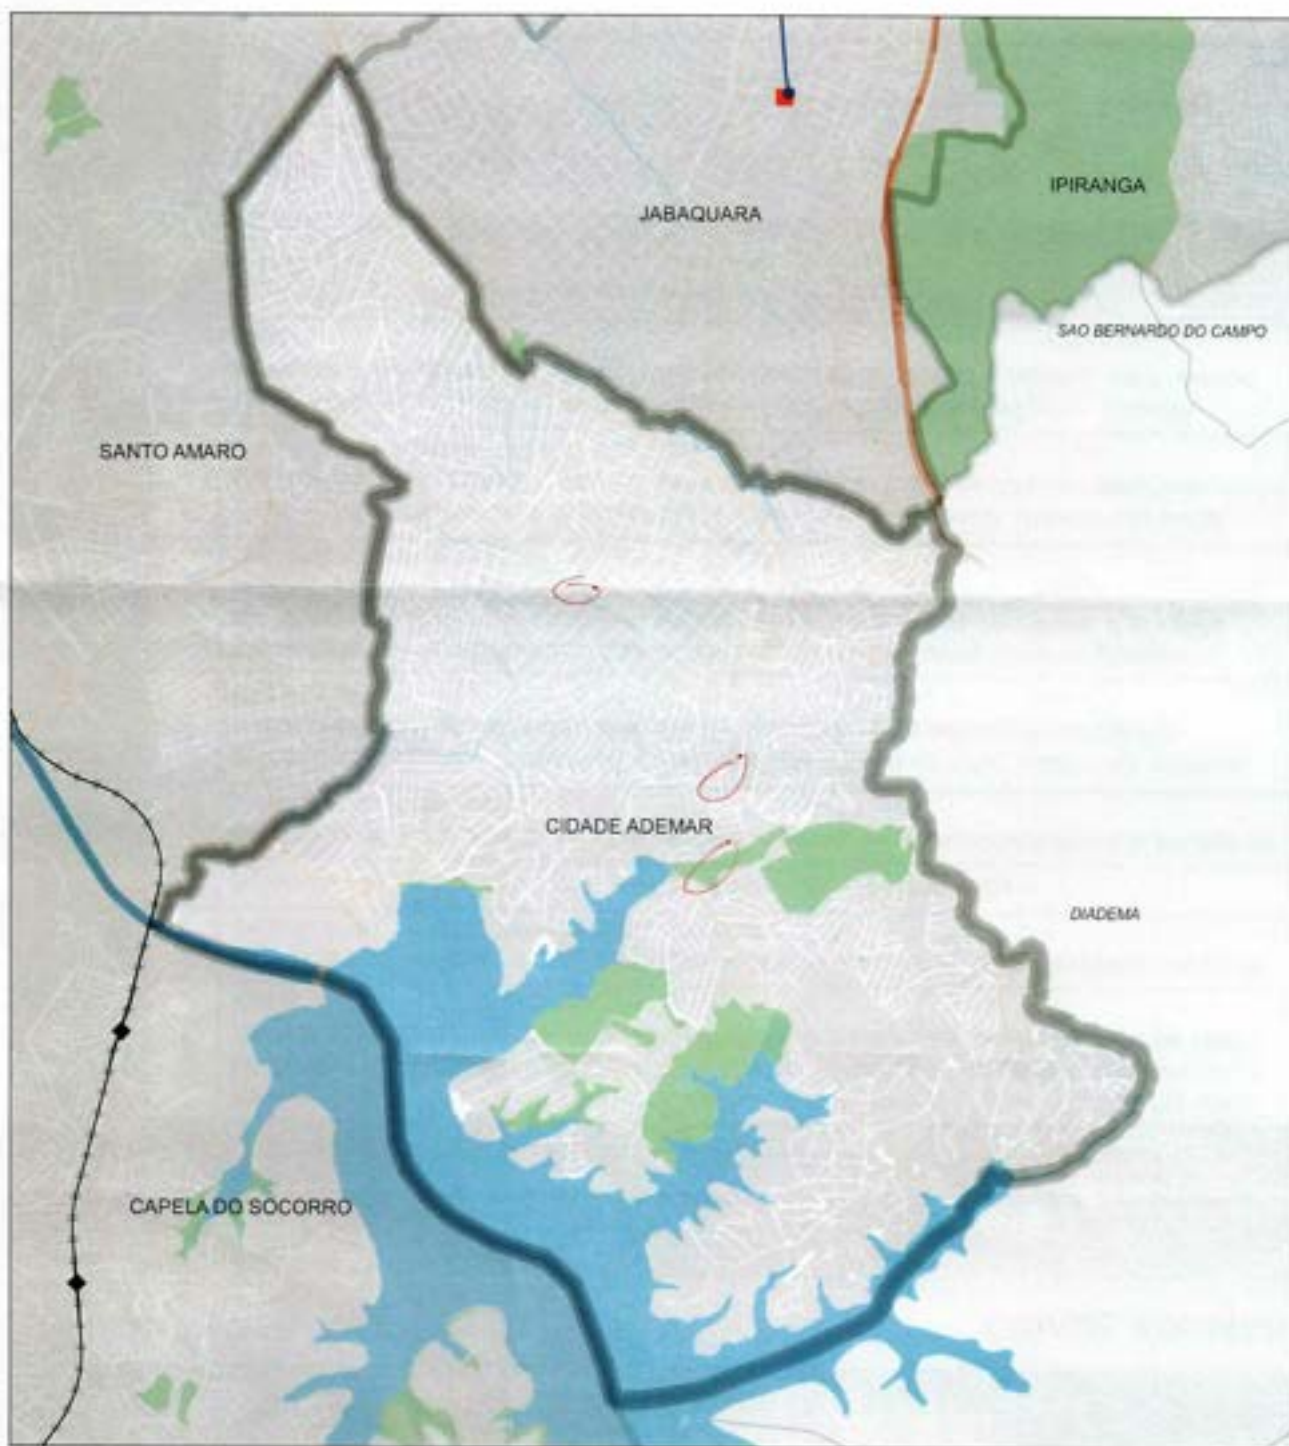 IPIRANGA
JABAQUARA
SAO BERNARDO DO CAMPO
SANTO AMARO
CIDADE ADEMAR
DIADEMA
CAPELA DO SOCORRO